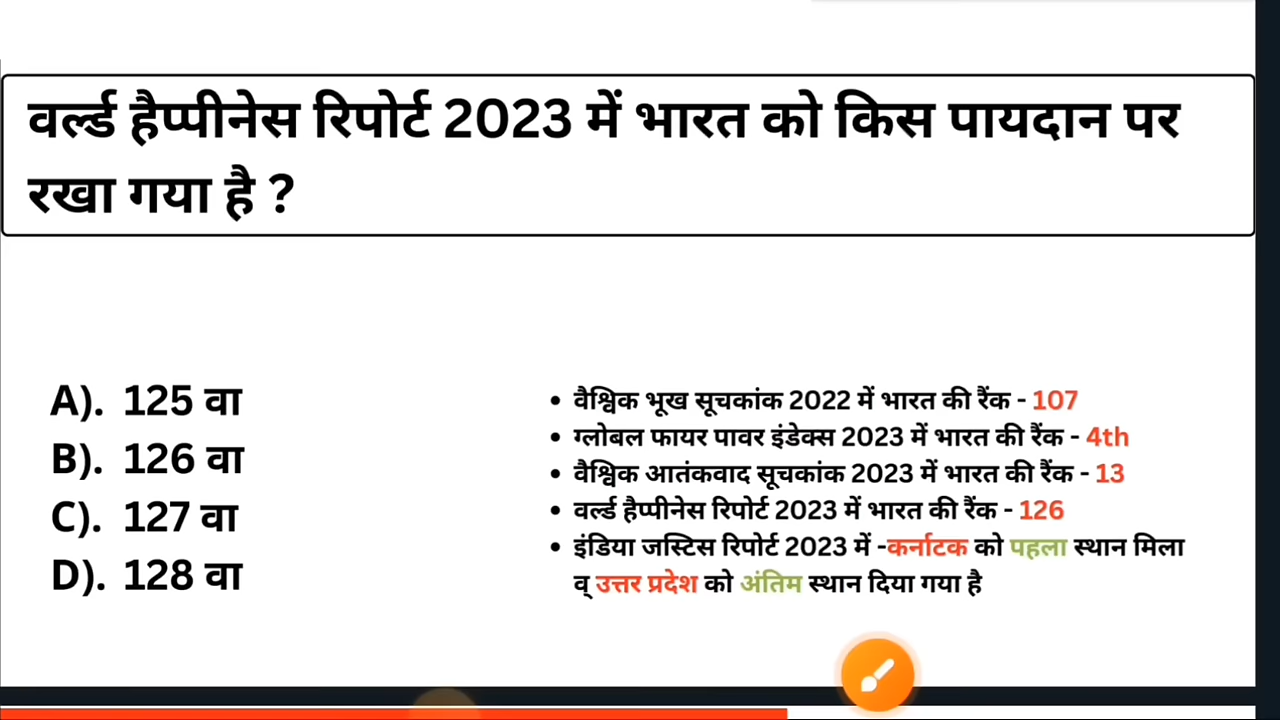 वर्ल्ड हैप्पीनेस रिपोर्ट 2023 में भारत को किस पायदान पर
रखा गया है ?
A). 125 वा
B). 126 वा
C). 127 वा
D). 128 वा
• वैश्विक भूख सूचकांक 2022 में भारत की रैंक - 107
• ग्लोबल फायर पावर इंडेक्स 2023 में भारत की रैंक - 4th
• वैश्विक आतंकवाद सूचकांक 2023 में भारत की रैंक - 13
• वर्ल्ड हैप्पीनेस रिपोर्ट 2023 में भारत की रैंक - 126
• इंडिया जस्टिस रिपोर्ट 2023 में -कर्नाटक को पहला स्थान मिला
व् उत्तर प्रदेश को अंतिम स्थान दिया गया है